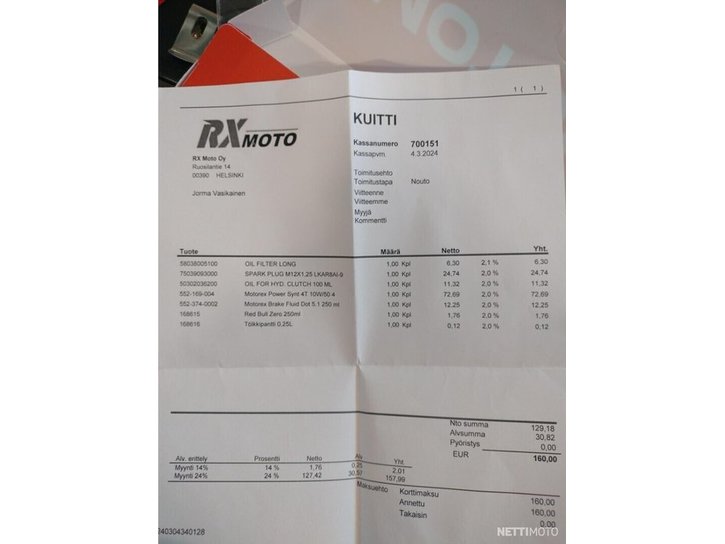 1 ( 1 )
RX MOTO
KUITTI
RX Moto Oy
Ruosilantie 14
00390 HELSINKI
Jorma Vasikainen
Kassanumero 700151
Kassapvm. 4.3.2024
Toimitusehto
Toimitustapa Nouto
Viitteenne
Viitteemme
Myyjä
Kommentti
Tuote Määrä Netto Yht.
58038005100 OIL FILTER LONG 1,00 Kpl 6,30 2.1 % 6,30
75039093000 SPARK PLUG M12X1,25 LKAR8AI-9 1,00 Kpl 24,74 2,0 % 24,74
50302036200 OIL FOR HYD. CLUTCH 100 ML 1,00 Kpl 11,32 2,0 % 11,32
552-169-004 Motorex Power Synt 4T 10W/50 4 1,00 Kpl 72,69 2,0 % 72,69
552-374-0002 Motorex Brake Fluid Dot 5.1 250 ml 1,00 Kpl 12,25 2,0 % 12,25
168615 Red Bull Zero 250ml 1,00 Kpl 1,76 2,0 % 1,76
168616 Tölkkipantti 0,25L 1,00 Kpl 0,12 2,0 % 0,12
Nto summa 129,18
Alvsumma 30,82
Pyöristys 0,00
EUR 160,00
Alv. erittely Prosentti Netto Alv Yht.
Myynti 14% 14 % 1,76 0,25 2,01
Myynti 24% 24 % 127,42 30,57 157,99
Maksuehto Korttimaksu
Annettu 160,00
Takaisin 160,00
0,00
040304340128
NETTIMOTO